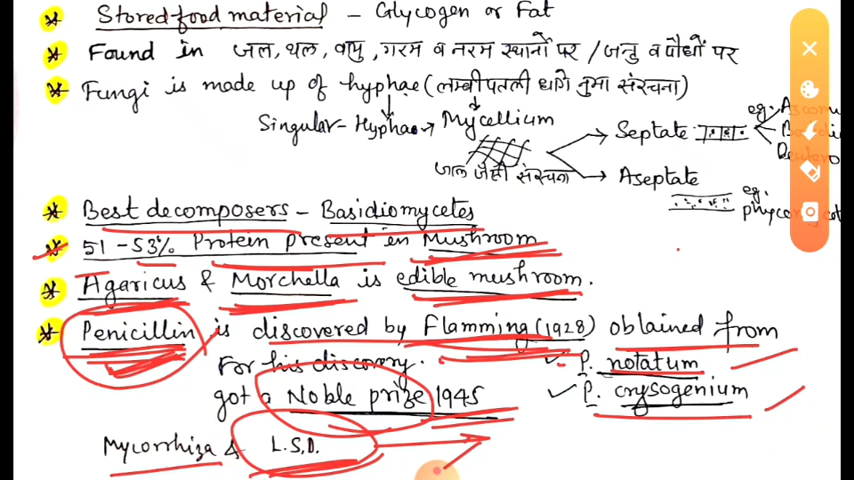 * Stored food material - Glycogen or Fat
* Found in जल, थल, वायु, गरम व नरम स्थानों पर / जन्तु व पौधों पर
* Fungi is made up of hyphae (लम्बी पतली धागे नुमा संरचना)
Singular - Hyphae → Mycellium
जाल जैसी संरचना
Septate eg:
Aseptate eg.
* Best decomposers - Basidiomycetes
* 51-53% Protein present in Mushroom
* Agaricus & Morchella is edible mushroom.
* Penicillin is discovered by Flamming (1928) obtained from
For his discovery. ✓ P. notatum
got a Noble prize 1945 ✓ P. crysogenium
Mycorrhiza & L.S.D.